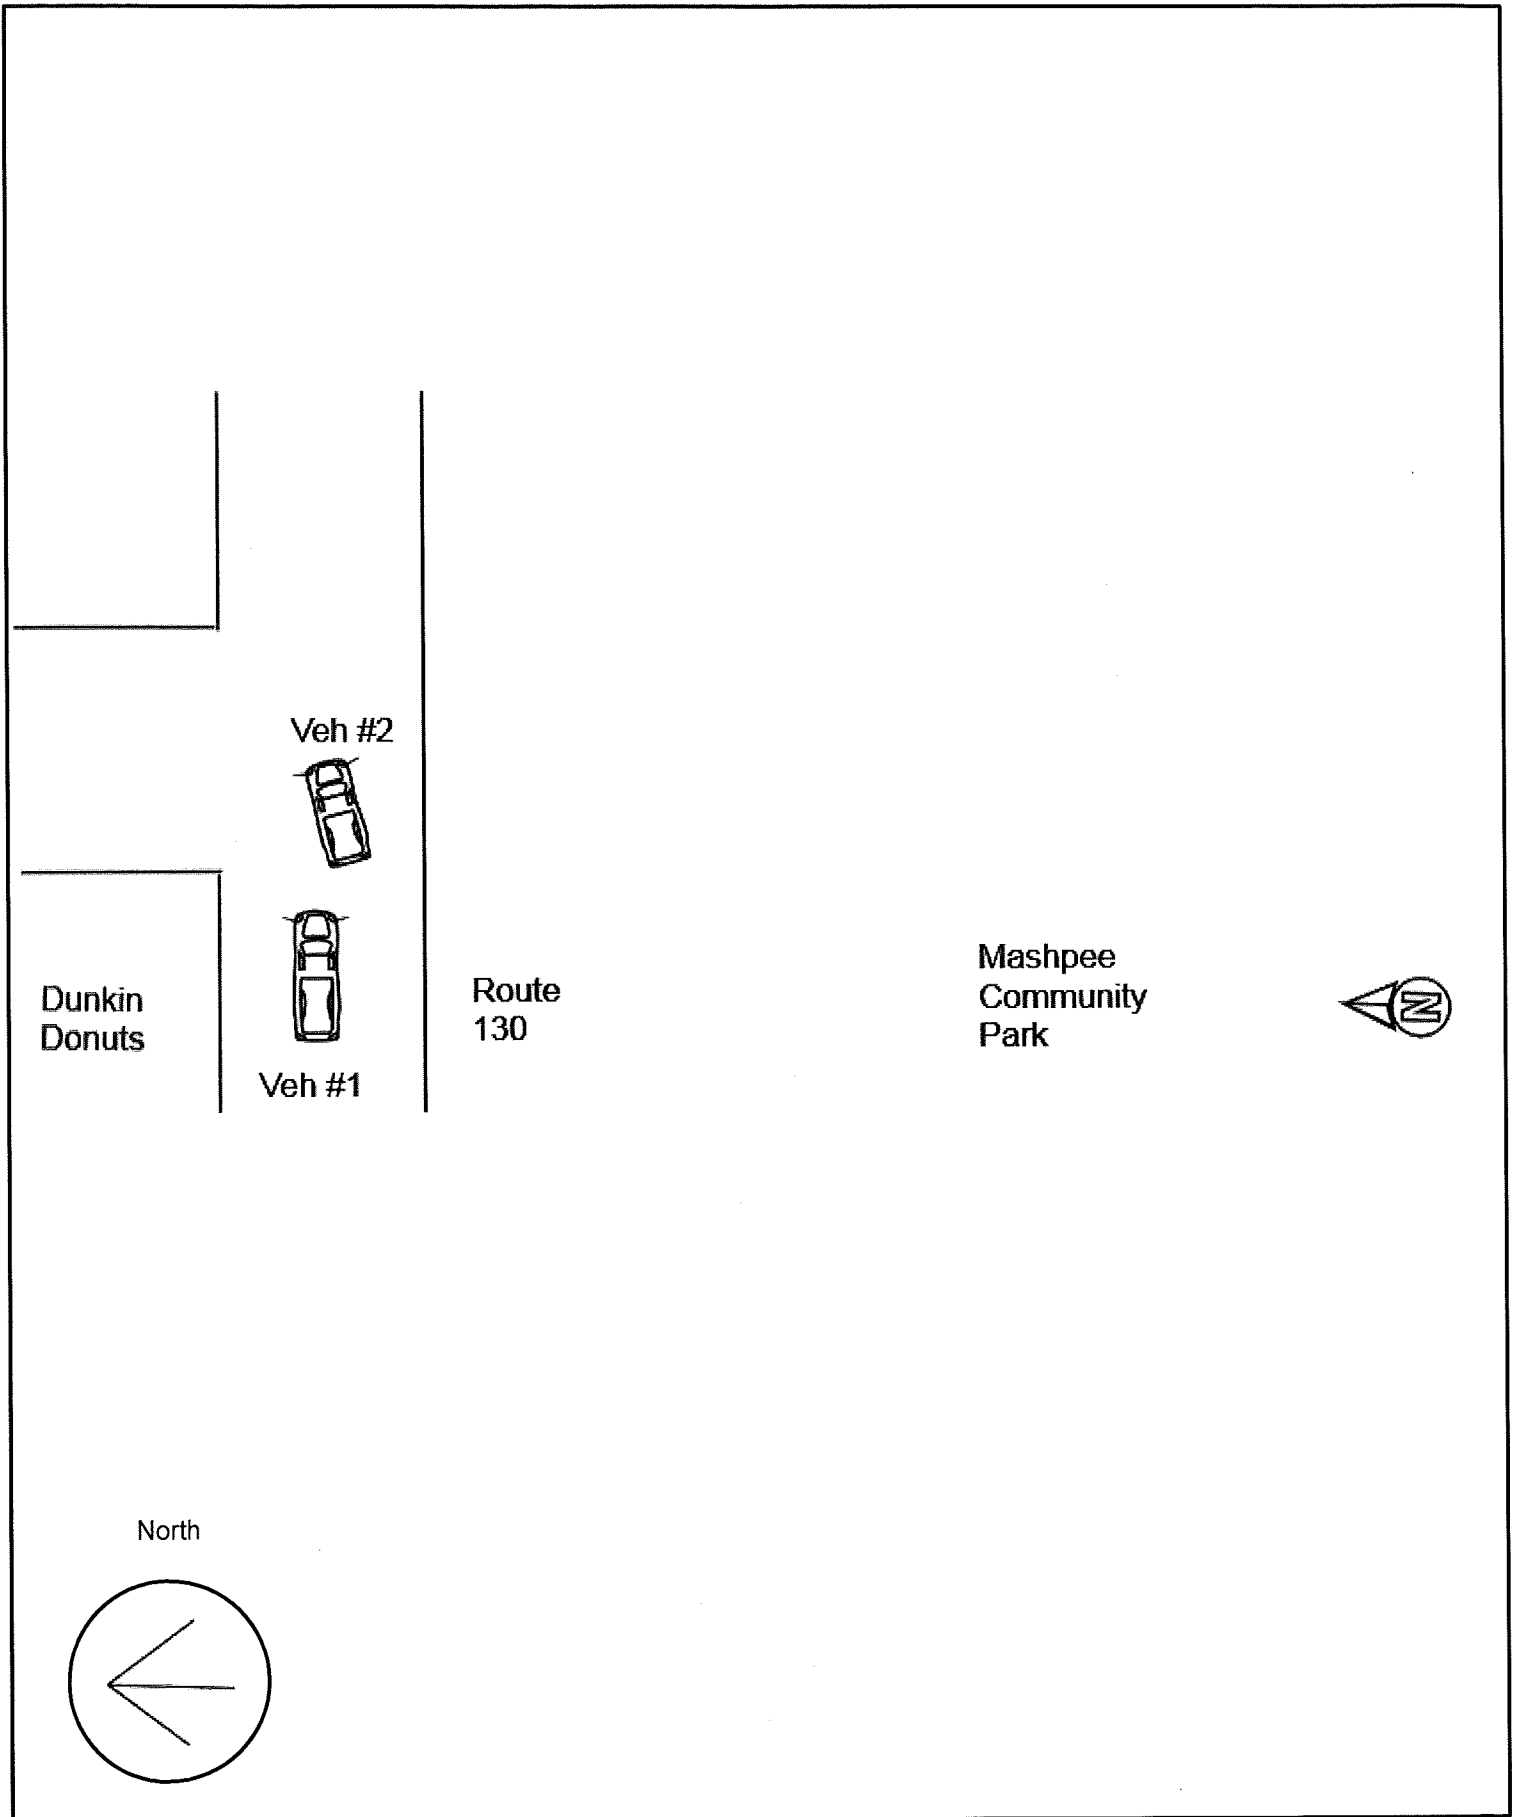 Veh #2
Mashpee
Community
Park
N
Route
130
Dunkin
Donuts
Veh #1
North